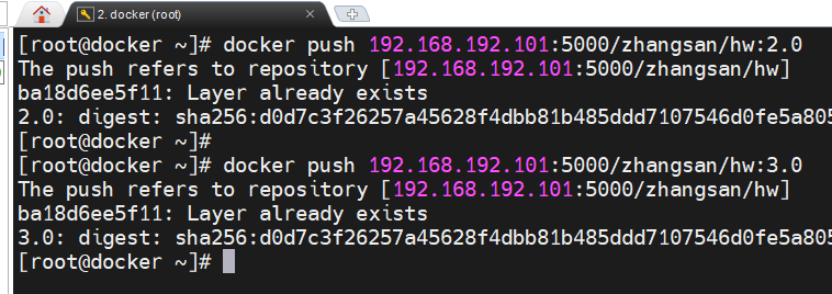 2. docker (root)
[root@docker ~]# docker push 192.168.192.101:5000/zhangsan/hw:2.0
The push refers to repository [192.168.192.101:5000/zhangsan/hw]
ba18d6ee5f11: Layer already exists
2.0: digest: sha256:d0d7c3f26257a45628f4dbb81b485ddd7107546d0fe5a805
[root@docker ~]#
[root@docker ~]# docker push 192.168.192.101:5000/zhangsan/hw:3.0
The push refers to repository [192.168.192.101:5000/zhangsan/hw]
ba18d6ee5f11: Layer already exists
3.0: digest: sha256:d0d7c3f26257a45628f4dbb81b485ddd7107546d0fe5a805
[root@docker ~]#